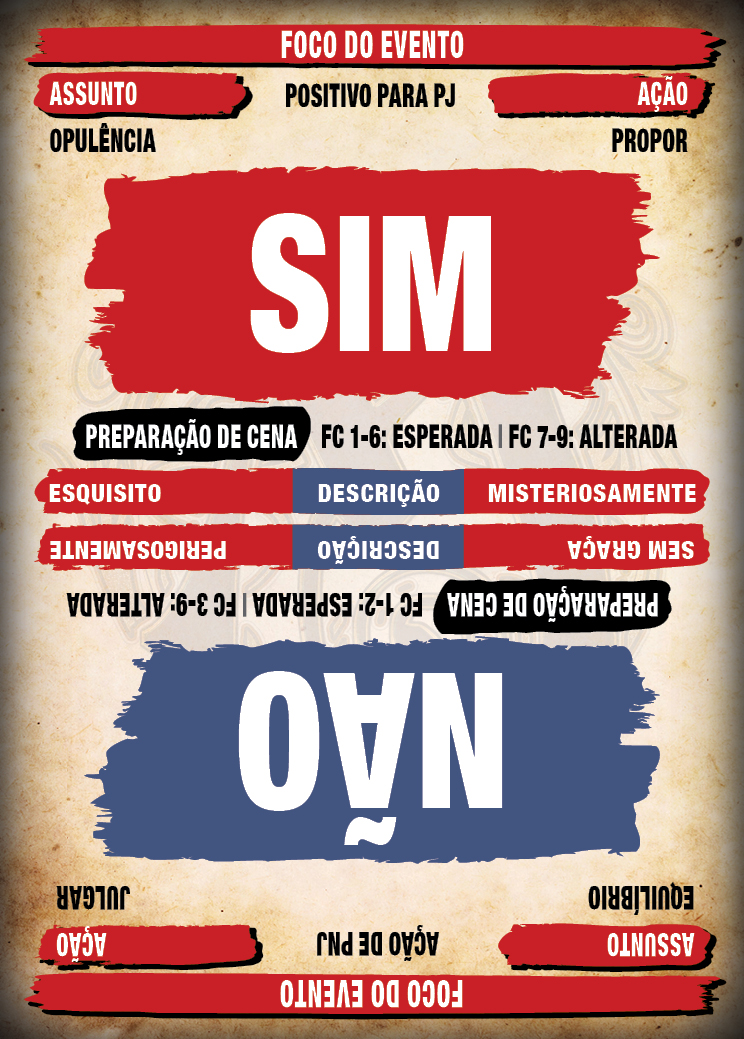 FOCO DO EVENTO
ASSUNTO POSITIVO PARA PJ AÇÃO
OPULÊNCIA PROPOR
SIM
PREPARAÇÃO DE CENA FC 1-6: ESPERADA | FC 7-9: ALTERADA
ESQUISITO DESCRIÇÃO MISTERIOSAMENTE
SEM GRAÇA DESCRIÇÃO PERIGOSAMENTE
PREPARAÇÃO DE CENA FC 1-2: ESPERADA | FC 3-9: ALTERADA
NÃO
EQUILÍBRIO JULGAR
ASSUNTO AÇÃO DE PNJ AÇÃO
FOCO DO EVENTO